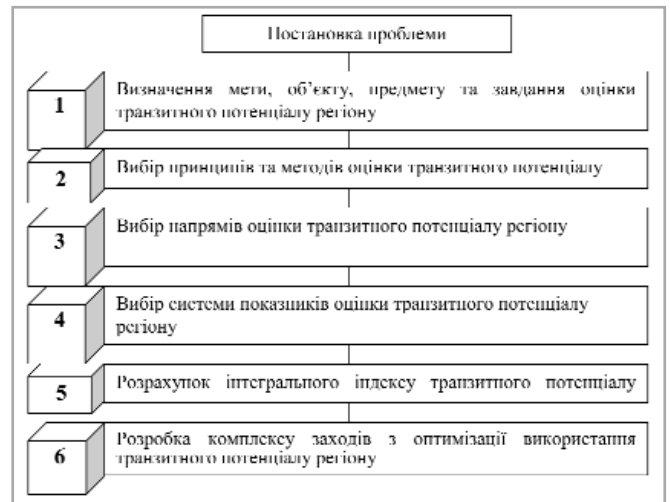 Постановка проблеми
1
Визначення мети, об’єкту, предмету та завдання оцінки
транзитного потенціалу регіону
2
Вибір принципів та методів оцінки транзитного потенціалу
3
Вибір напрямів оцінки транзитного потенціалу регіону
4
Вибір системи показників оцінки транзитного потенціалу
регіону
5
Розрахунок інтегрального індексу транзитного потенціалу
6
Розробка комплексу заходів з оптимізації використання
транзитного потенціалу регіону